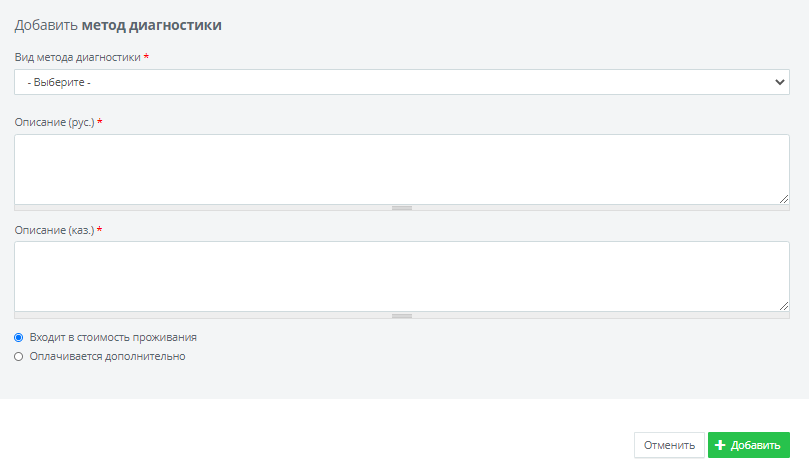 Добавить метод диагностики
Вид метода диагностики *
- Выберите -
Описание (рус.) *
Описание (каз.) *
Входит в стоимость проживания
Оплачивается дополнительно
Отменить + Добавить